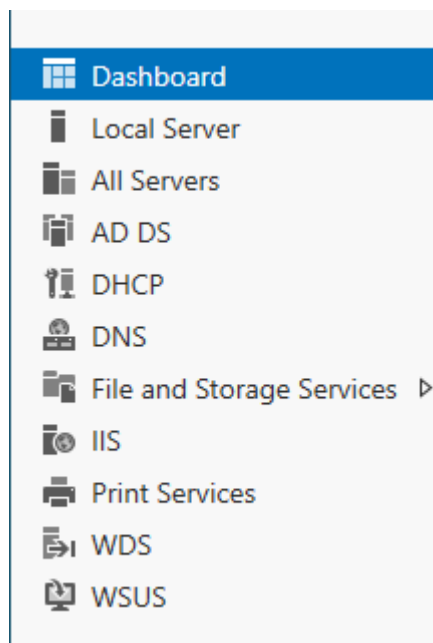 Dashboard
Local Server
All Servers
AD DS
DHCP
DNS
File and Storage Services
IIS
Print Services
WDS
WSUS